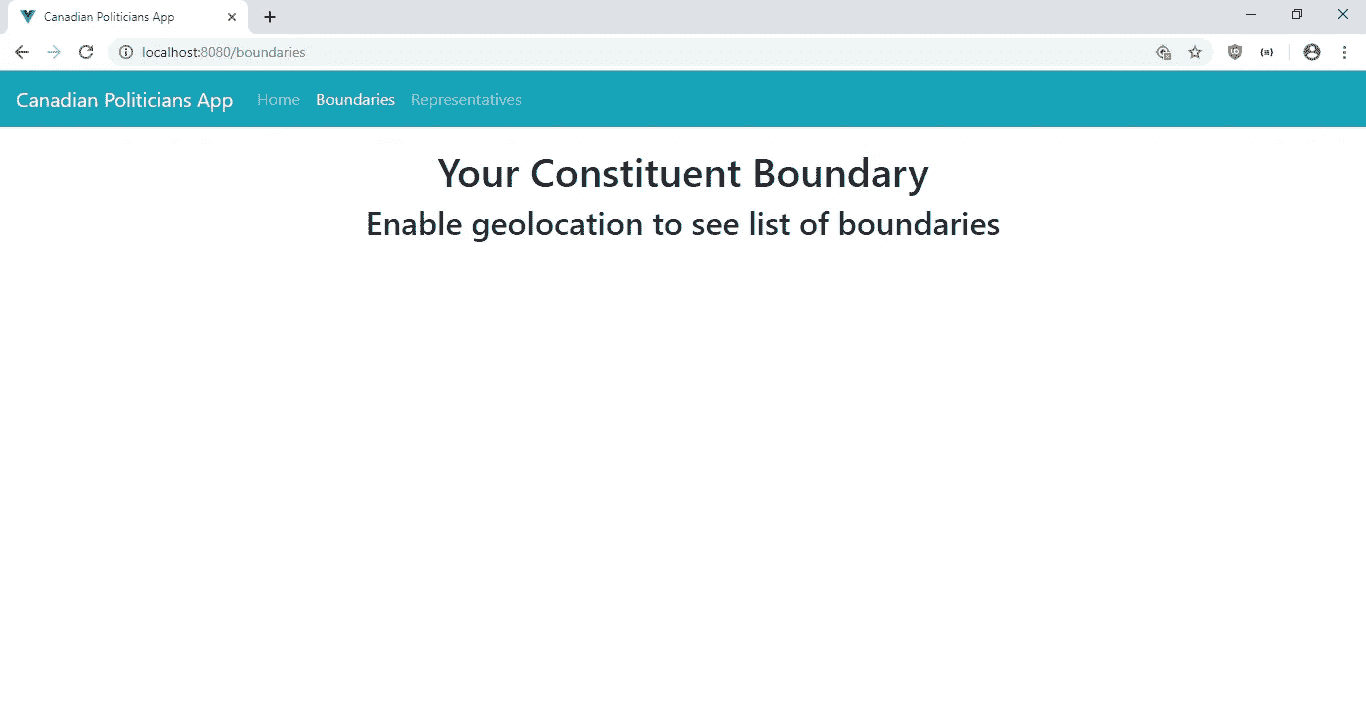 Canadian Politicians App
localhost:8080/boundaries
Canadian Politicians App Home Boundaries Representatives
Your Constituent Boundary
Enable geolocation to see list of boundaries